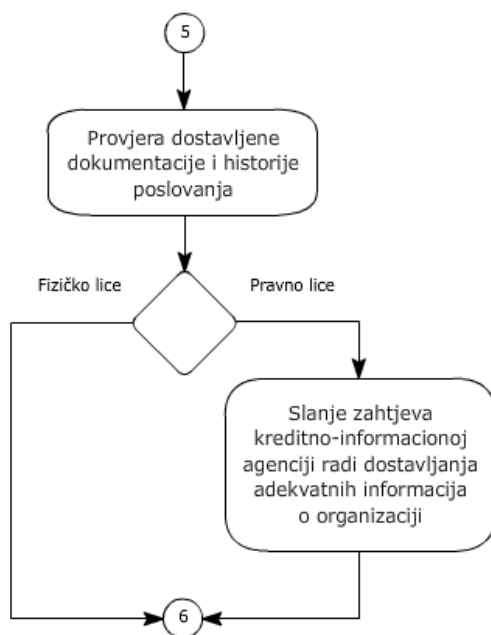 5
Provjera dostavljene
dokumentacije i historije
poslovanja
Fizičko lice
Pravno lice
Slanje zahtjeva
kreditno-informacionoj
agenciji radi dostavljanja
adekvatnih informacija
o organizaciji
6